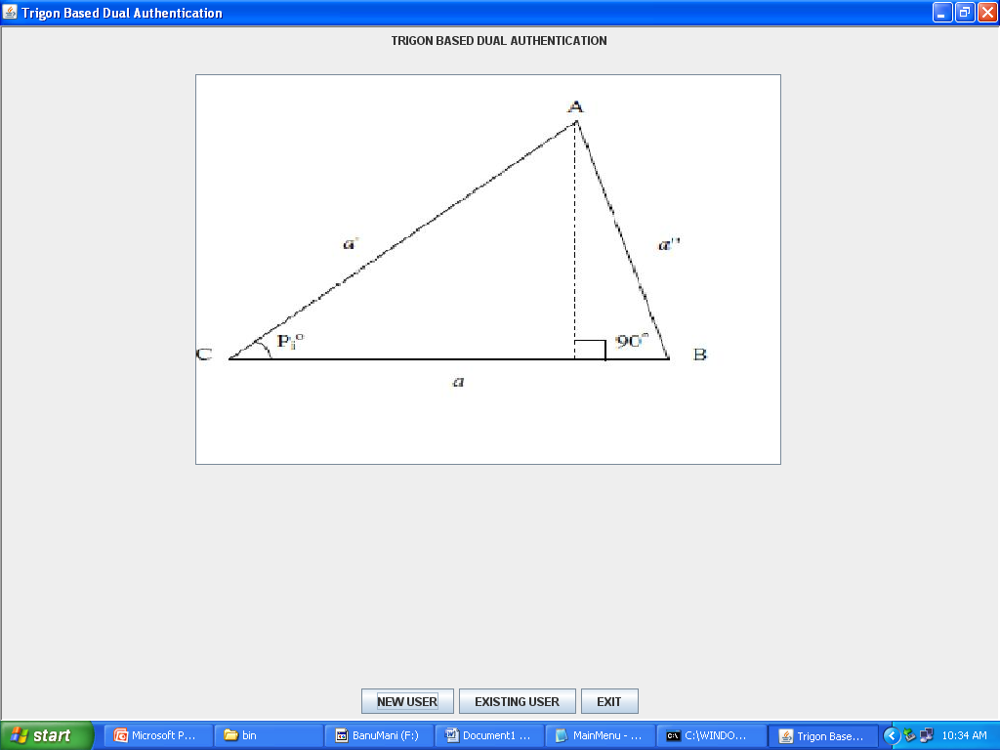 Trigon Based Dual Authentication
TRIGON BASED DUAL AUTHENTICATION
A
a' a''
Pi° 90°
C B
a
NEW USER EXISTING USER EXIT
start Microsoft P... bin BanuMani (F:) Document1 ... MainMenu - ... C:\WINDO... Trigon Base... 10:34 AM